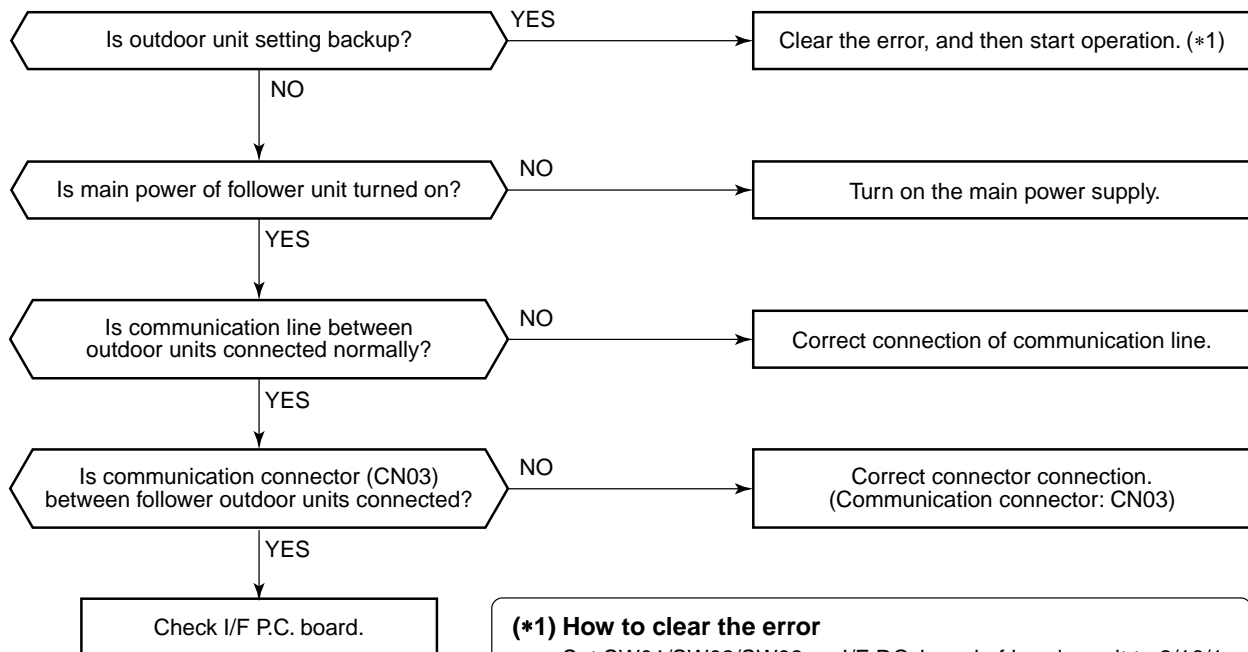 Is outdoor unit setting backup?
YES
Clear the error, and then start operation. (∗1)
NO
Is main power of follower unit turned on?
NO
Turn on the main power supply.
YES
Is communication line between
outdoor units connected normally?
NO
Correct connection of communication line.
YES
Is communication connector (CN03)
between follower outdoor units connected?
NO
Correct connector connection.
(Communication connector: CN03)
YES
Check I/F P.C. board.
(∗1) How to clear the error